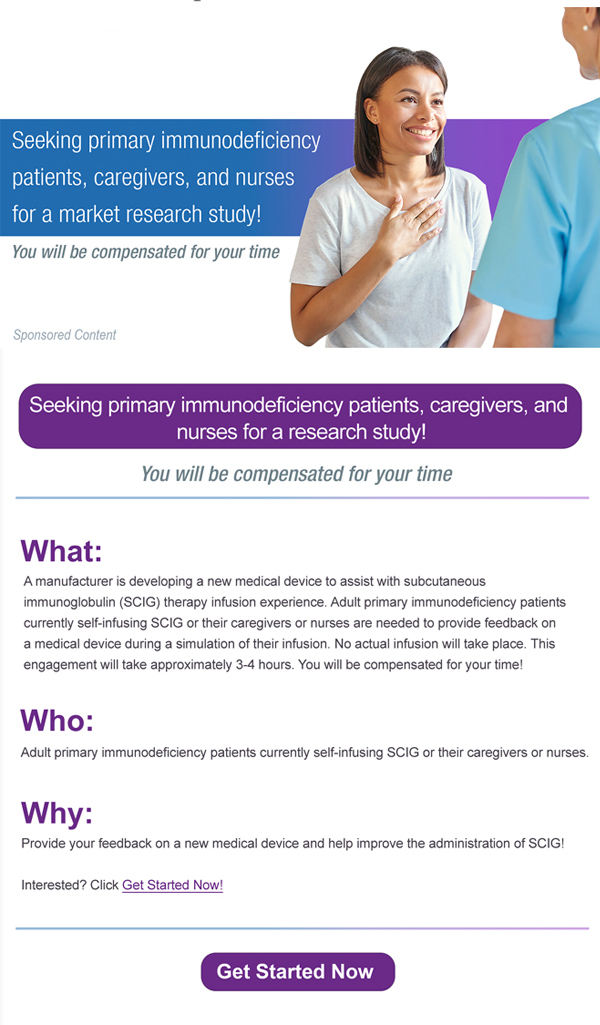 Seeking primary immunodeficiency
patients, caregivers, and nurses
for a market research study!
You will be compensated for your time
Sponsored Content
Seeking primary immunodeficiency patients, caregivers, and
nurses for a research study!
You will be compensated for your time
What:
A manufacturer is developing a new medical device to assist with subcutaneous
immunoglobulin (SCIG) therapy infusion experience. Adult primary immunodeficiency patients
currently self-infusing SCIG or their caregivers or nurses are needed to provide feedback on
a medical device during a simulation of their infusion. No actual infusion will take place. This
engagement will take approximately 3-4 hours. You will be compensated for your time!
Who:
Adult primary immunodeficiency patients currently self-infusing SCIG or their caregivers or nurses.
Why:
Provide your feedback on a new medical device and help improve the administration of SCIG!
Interested? Click Get Started Now!
Get Started Now